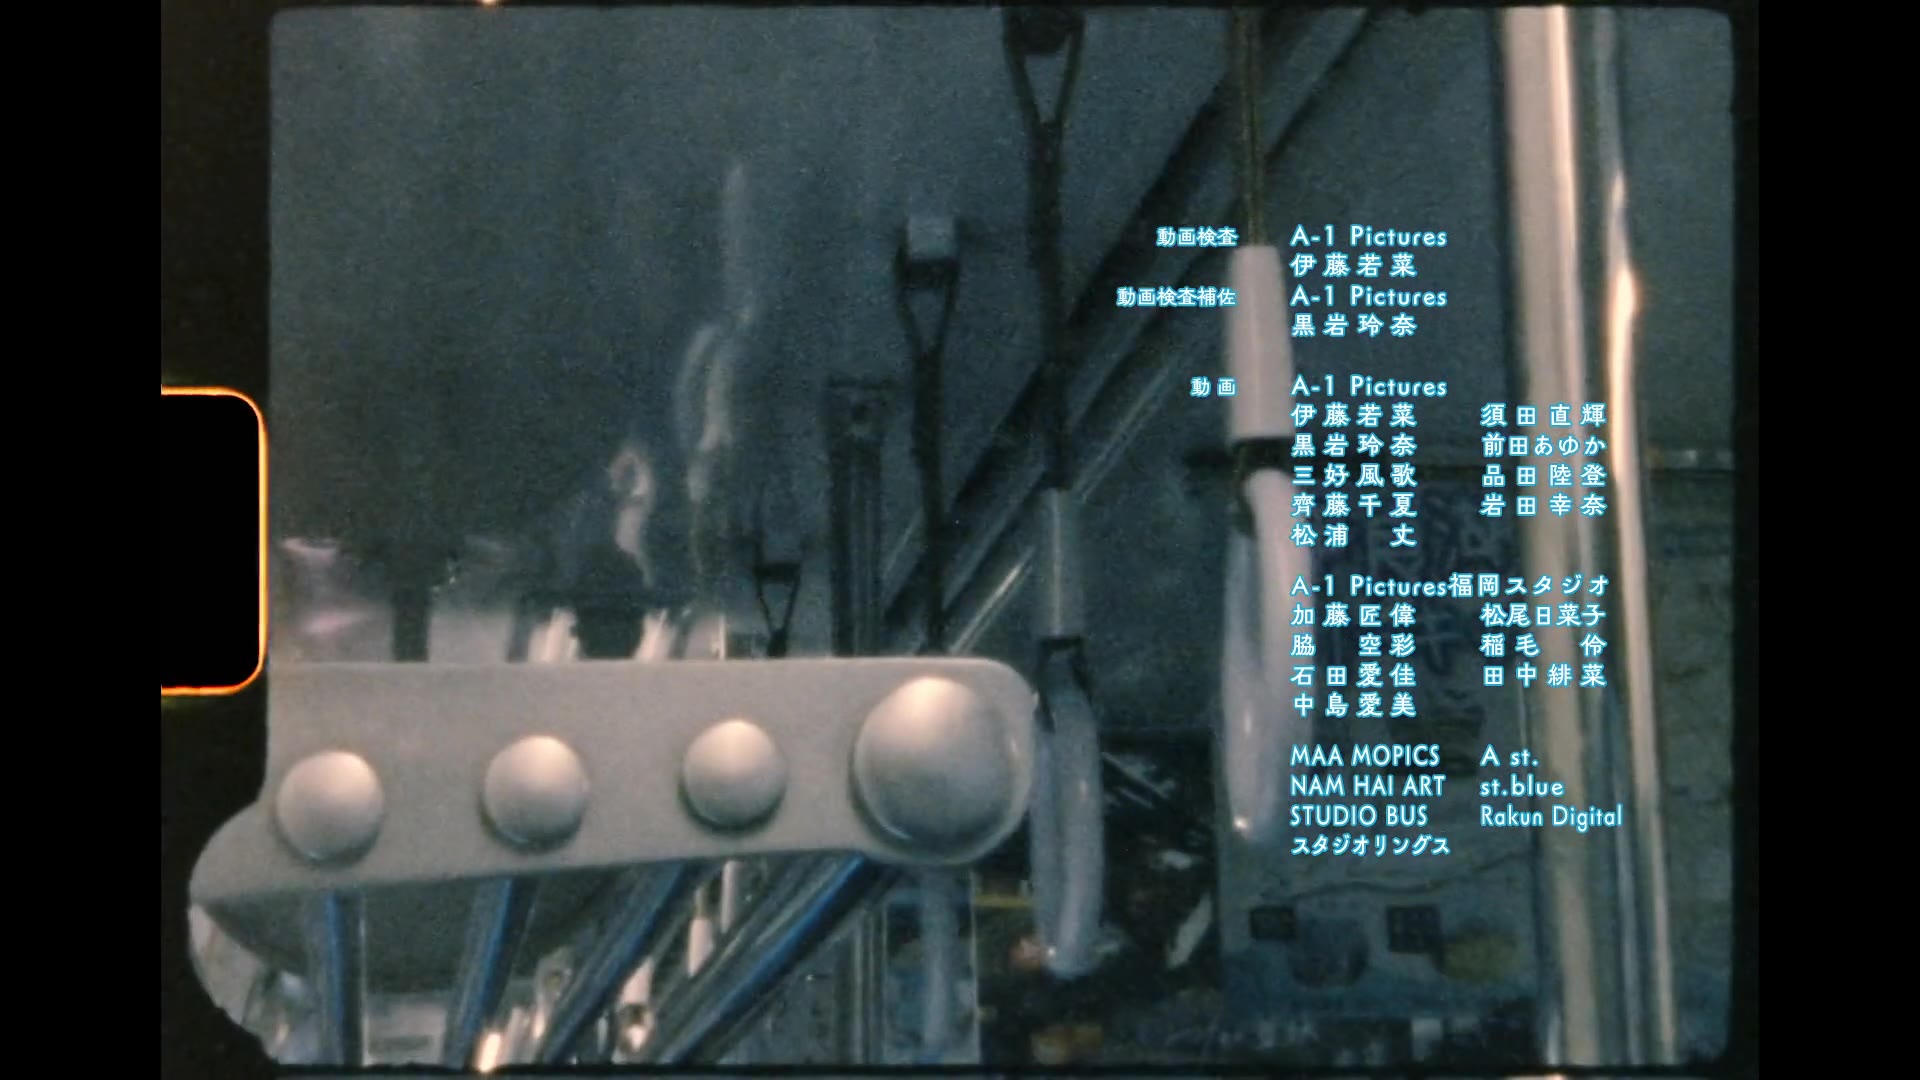 動画検査 A-1 Pictures
伊藤若菜
動画検査補佐 A-1 Pictures
黒岩玲奈
動画 A-1 Pictures
伊藤若菜 須田直輝
黒岩玲奈 前田あゆか
三好風歌 品田陸登
齊藤千夏 岩田幸奈
松浦 丈
A-1 Pictures福岡スタジオ
加藤匠偉 松尾日菜子
脇 空彩 稲毛 伶
石田愛佳 田中緋菜
中島愛美
MAA MOPICS A st.
NAM HAI ART st.blue
STUDIO BUS Rakun Digital
スタジオリングス